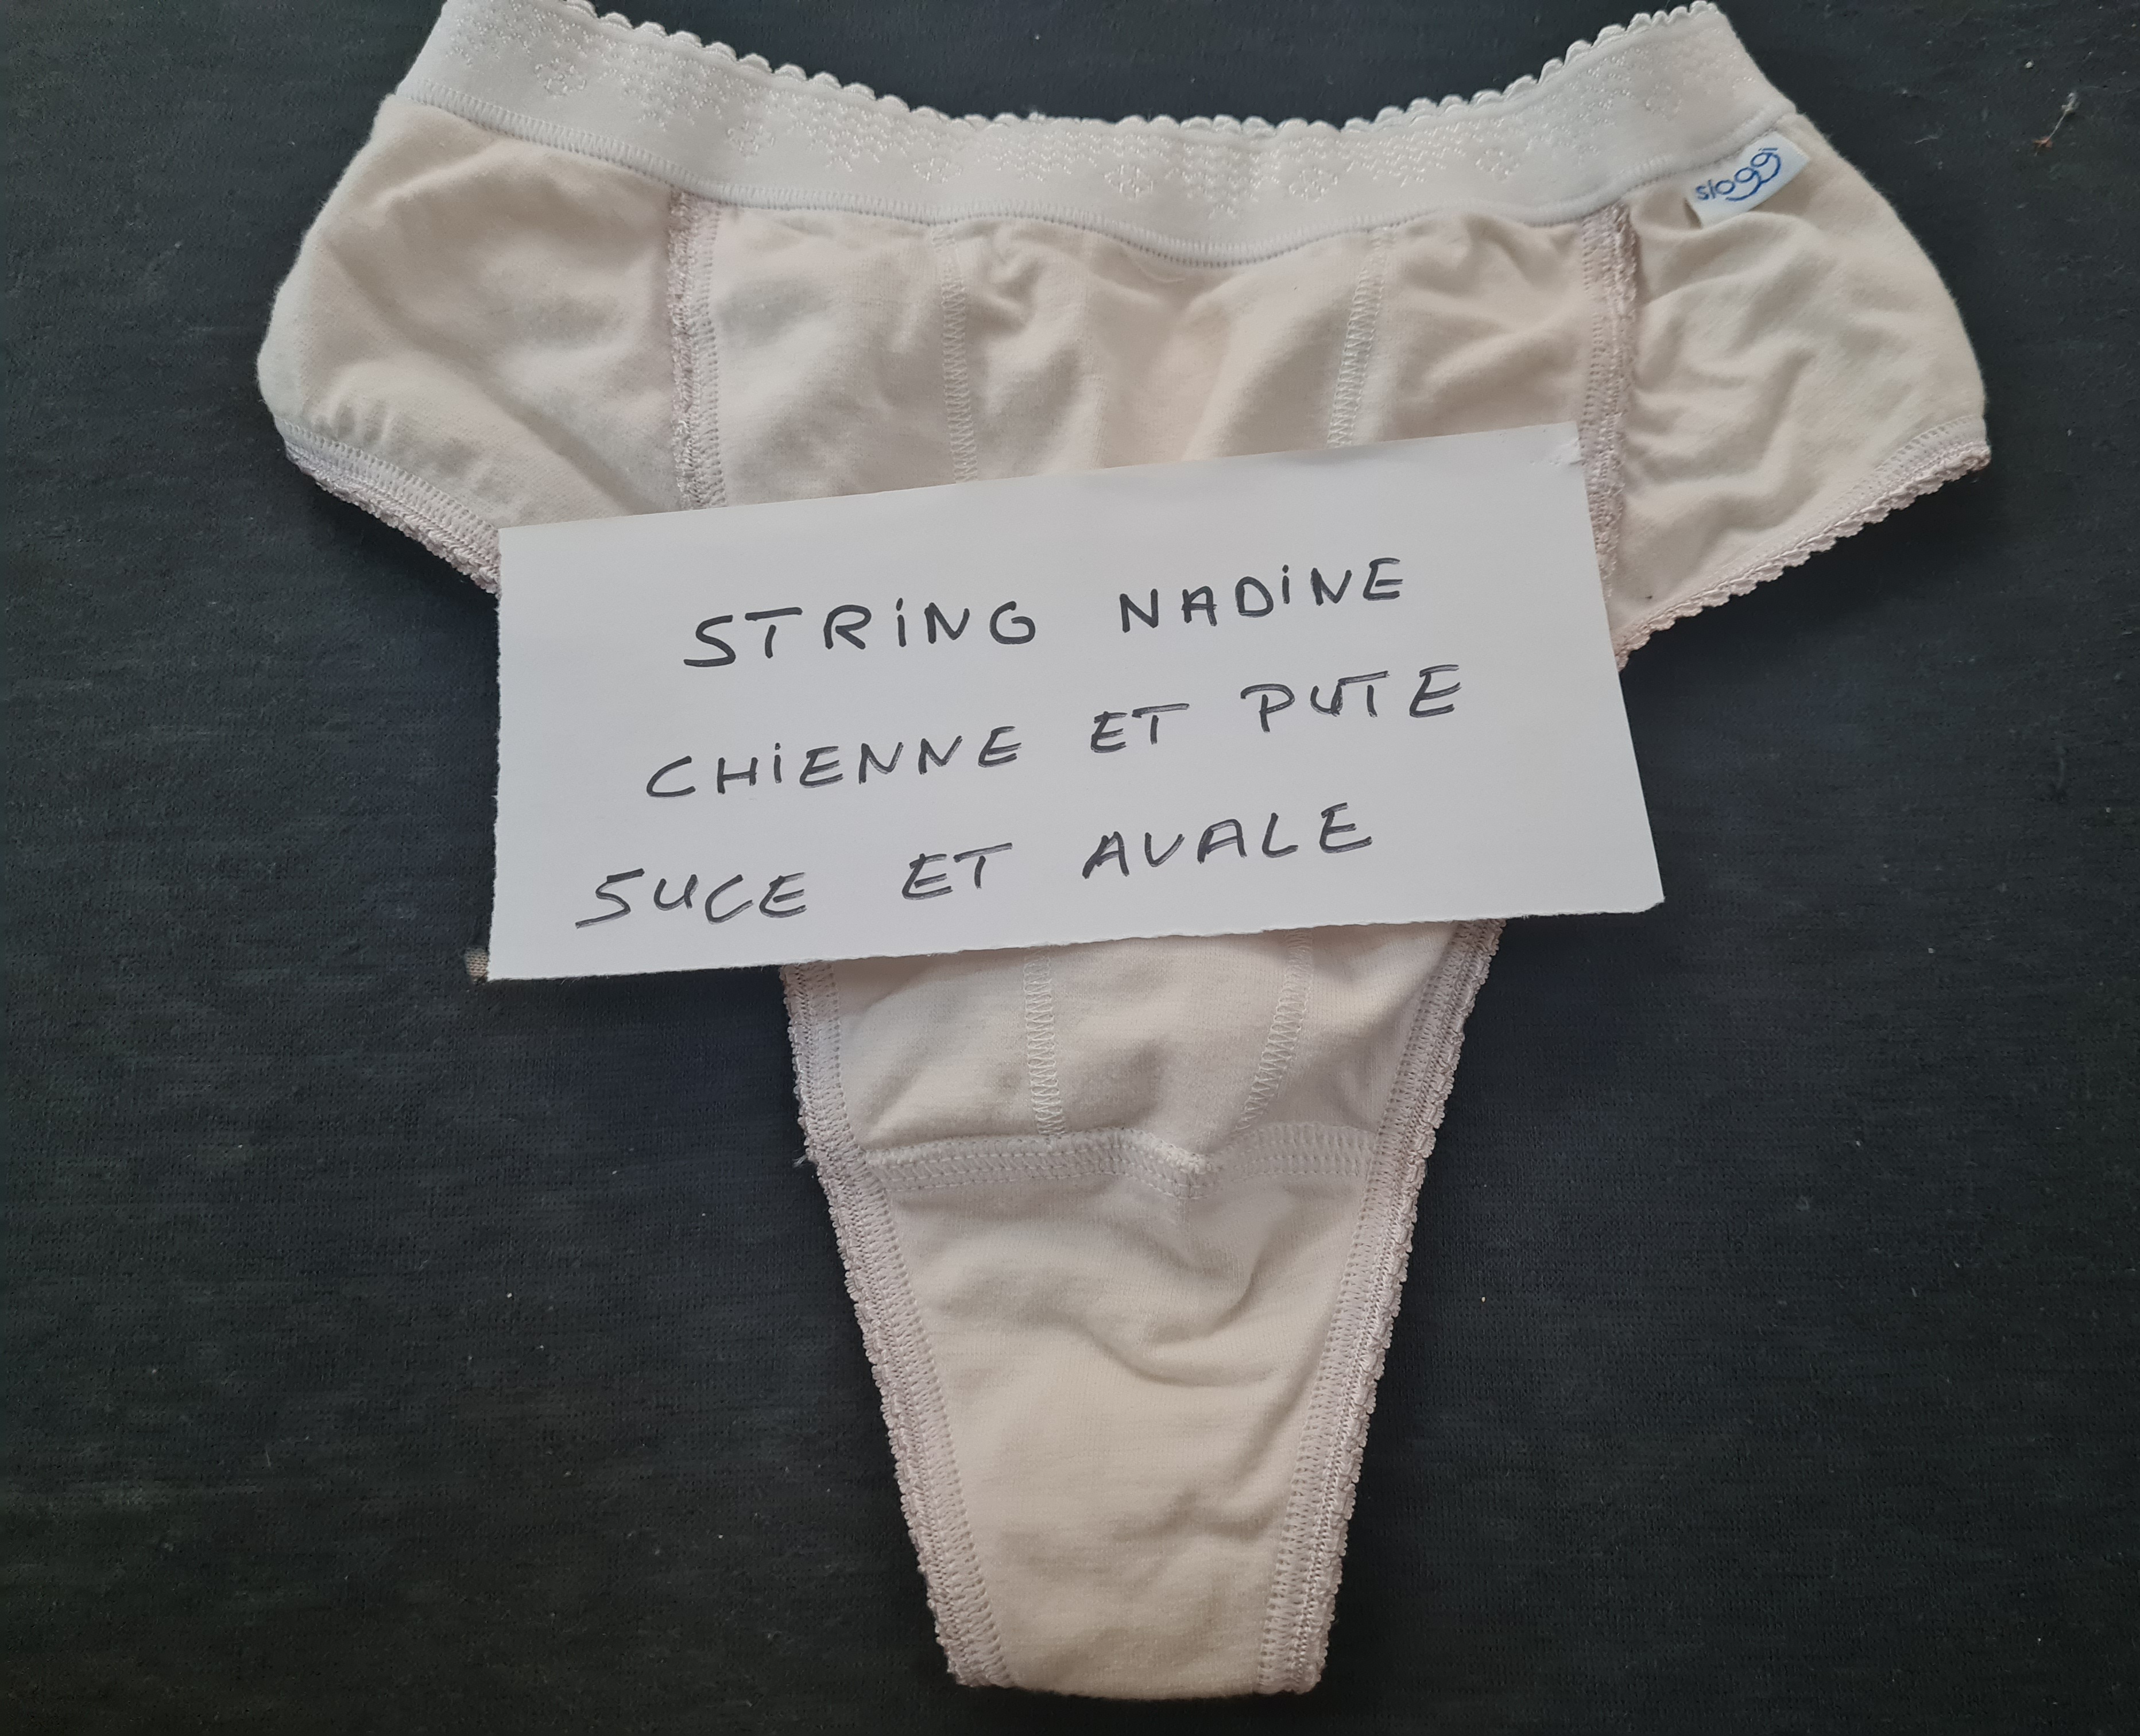 sloggi
STRING NADINE
CHIENNE ET PUTE
SUCE ET AVALE